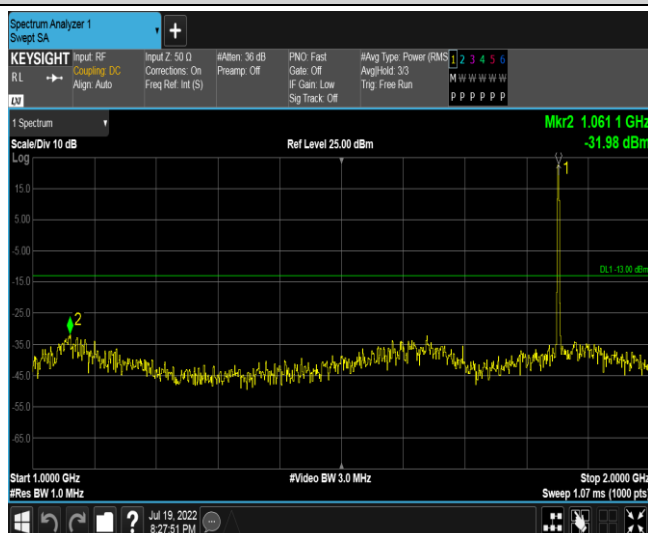 Spectrum Analyzer 1
Swept SA
+
KEYSIGHT Input: RF Input Z: 50 Ω #Atten: 36 dB PNO: Fast #Avg Type: Power (RMS 1 2 3 4 5 6
RL Coupling: DC Corrections: On Preamp: Off Gate: Off Avg|Hold: 3/3 M W W W W W
Align: Auto Freq Ref: Int (S) IF Gain: Low Trig: Free Run P P P P P P
Sig Track: Off
LXI
1 Spectrum Mkr2 1.061 1 GHz
Scale/Div 10 dB Ref Level 25.00 dBm -31.98 dBm
Log
1
15.0
5.00
-5.00
DL1 -13.00 dBm
-15.0
-25.0
2
-35.0
-45.0
-55.0
-65.0
Start 1.0000 GHz #Video BW 3.0 MHz Stop 2.0000 GHz
#Res BW 1.0 MHz Sweep 1.07 ms (1000 pts)
? Jul 19, 2022
8:27:51 PM